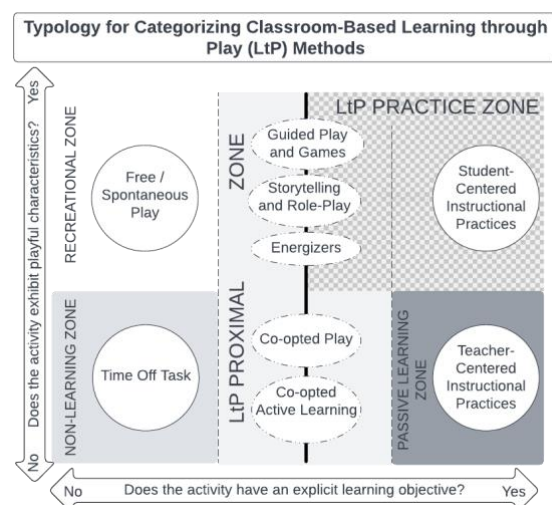 Typology for Categorizing Classroom-Based Learning through
Play (LtP) Methods
Yes
Does the activity exhibit playful characteristics?
No
RECREATIONAL ZONE
Free /
Spontaneous
Play
NON-LEARNING ZONE
Time Off Task
LtP PROXIMAL ZONE
Guided Play
and Games
Storytelling
and Role-Play
Energizers
Co-opted Play
Co-opted
Active Learning
LtP PRACTICE ZONE
Student-
Centered
Instructional
Practices
PASSIVE LEARNING
ZONE
Teacher-
Centered
Instructional
Practices
No
Does the activity have an explicit learning objective?
Yes